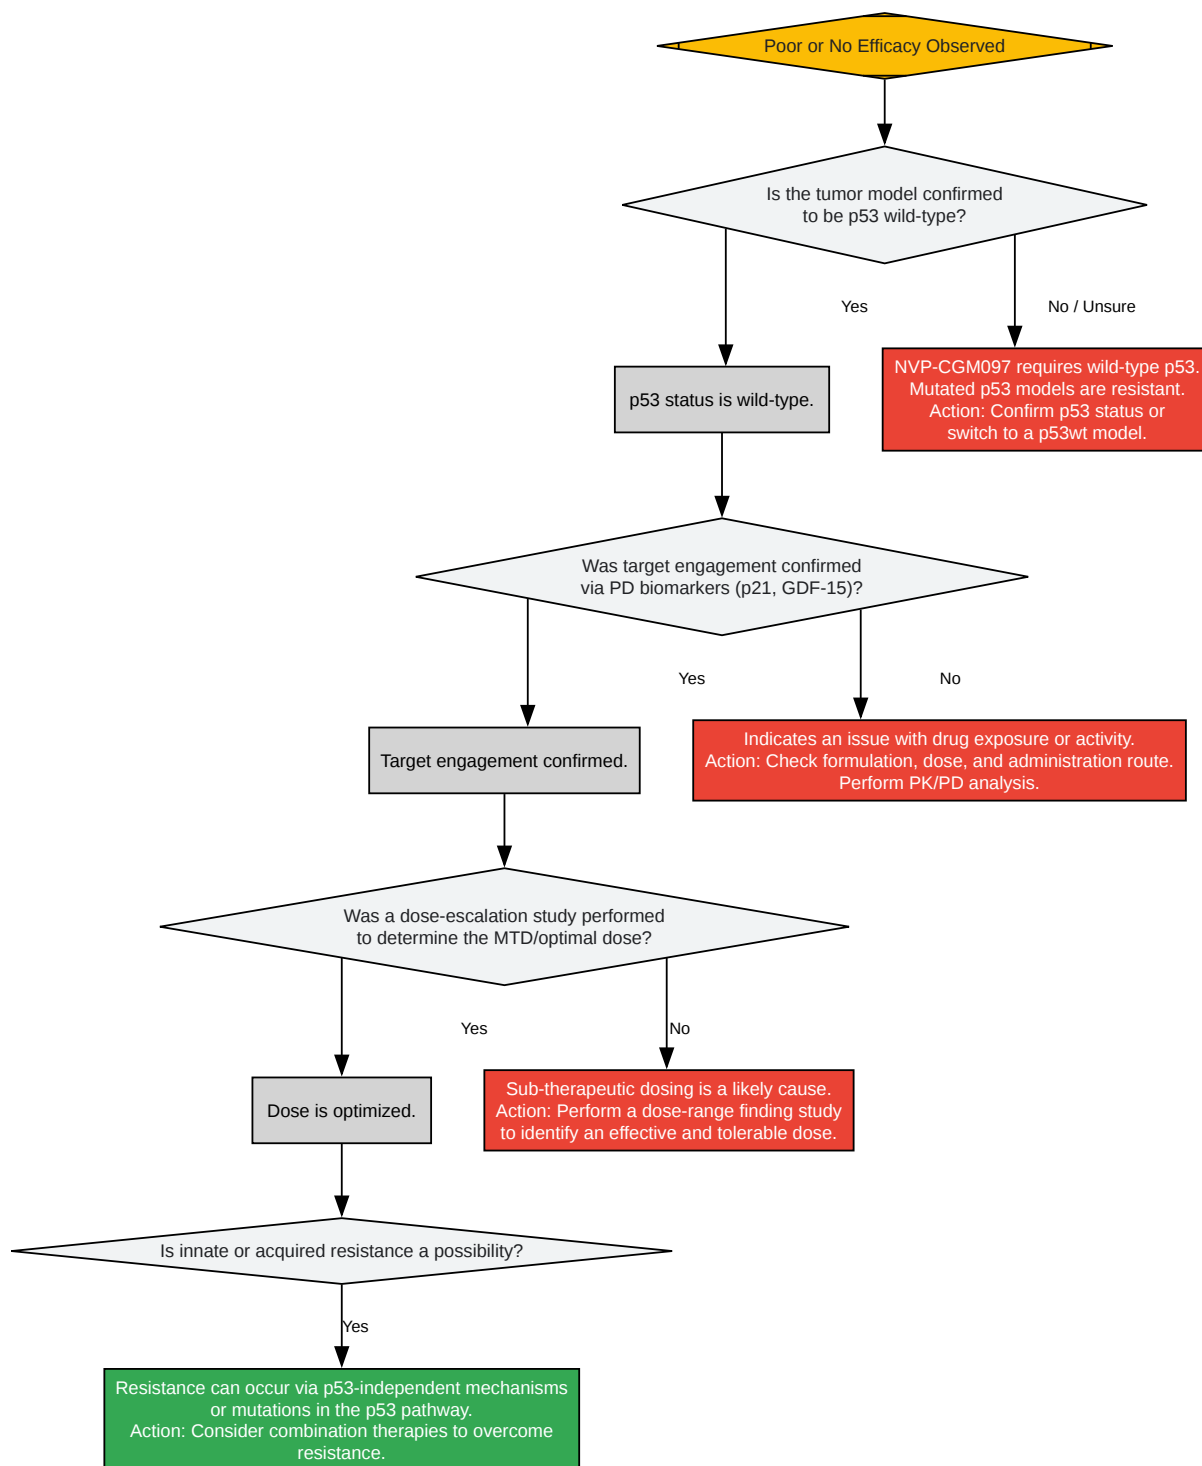 Poor or No Efficacy Observed
Is the tumor model confirmed
to be p53 wild-type?
Yes
No / Unsure
p53 status is wild-type.
NVP-CGM097 requires wild-type p53.
Mutated p53 models are resistant.
Action: Confirm p53 status or
switch to a p53wt model.
Was target engagement confirmed
via PD biomarkers (p21, GDF-15)?
Yes
No
Target engagement confirmed.
Indicates an issue with drug exposure or activity.
Action: Check formulation, dose, and administration route.
Perform PK/PD analysis.
Was a dose-escalation study performed
to determine the MTD/optimal dose?
Yes
No
Dose is optimized.
Sub-therapeutic dosing is a likely cause.
Action: Perform a dose-range finding study
to identify an effective and tolerable dose.
Is innate or acquired resistance a possibility?
Yes
Resistance can occur via p53-independent mechanisms
or mutations in the p53 pathway.
Action: Consider combination therapies to overcome
resistance.